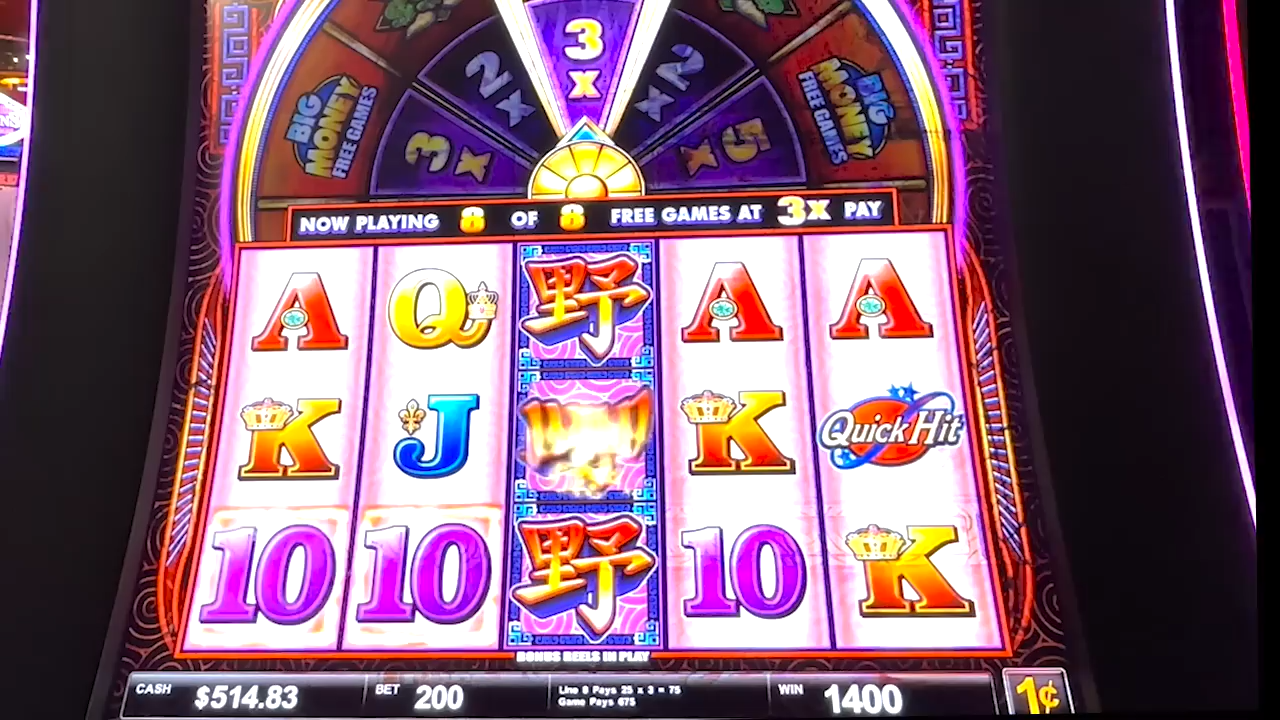 3X
2X
2X
3X
5X
BIG MONEY FREE GAMES
BIG MONEY FREE GAMES
NOW PLAYING 8 OF 8 FREE GAMES AT 3X PAY
A Q 野 A A
K J K Quick Hit
10 10 野 10 K
BONUS REELS IN PLAY
CASH $514.83 BET 200 Line 9 Pays 25 x 3 = 75 WIN 1400 1¢
Game Pays 675